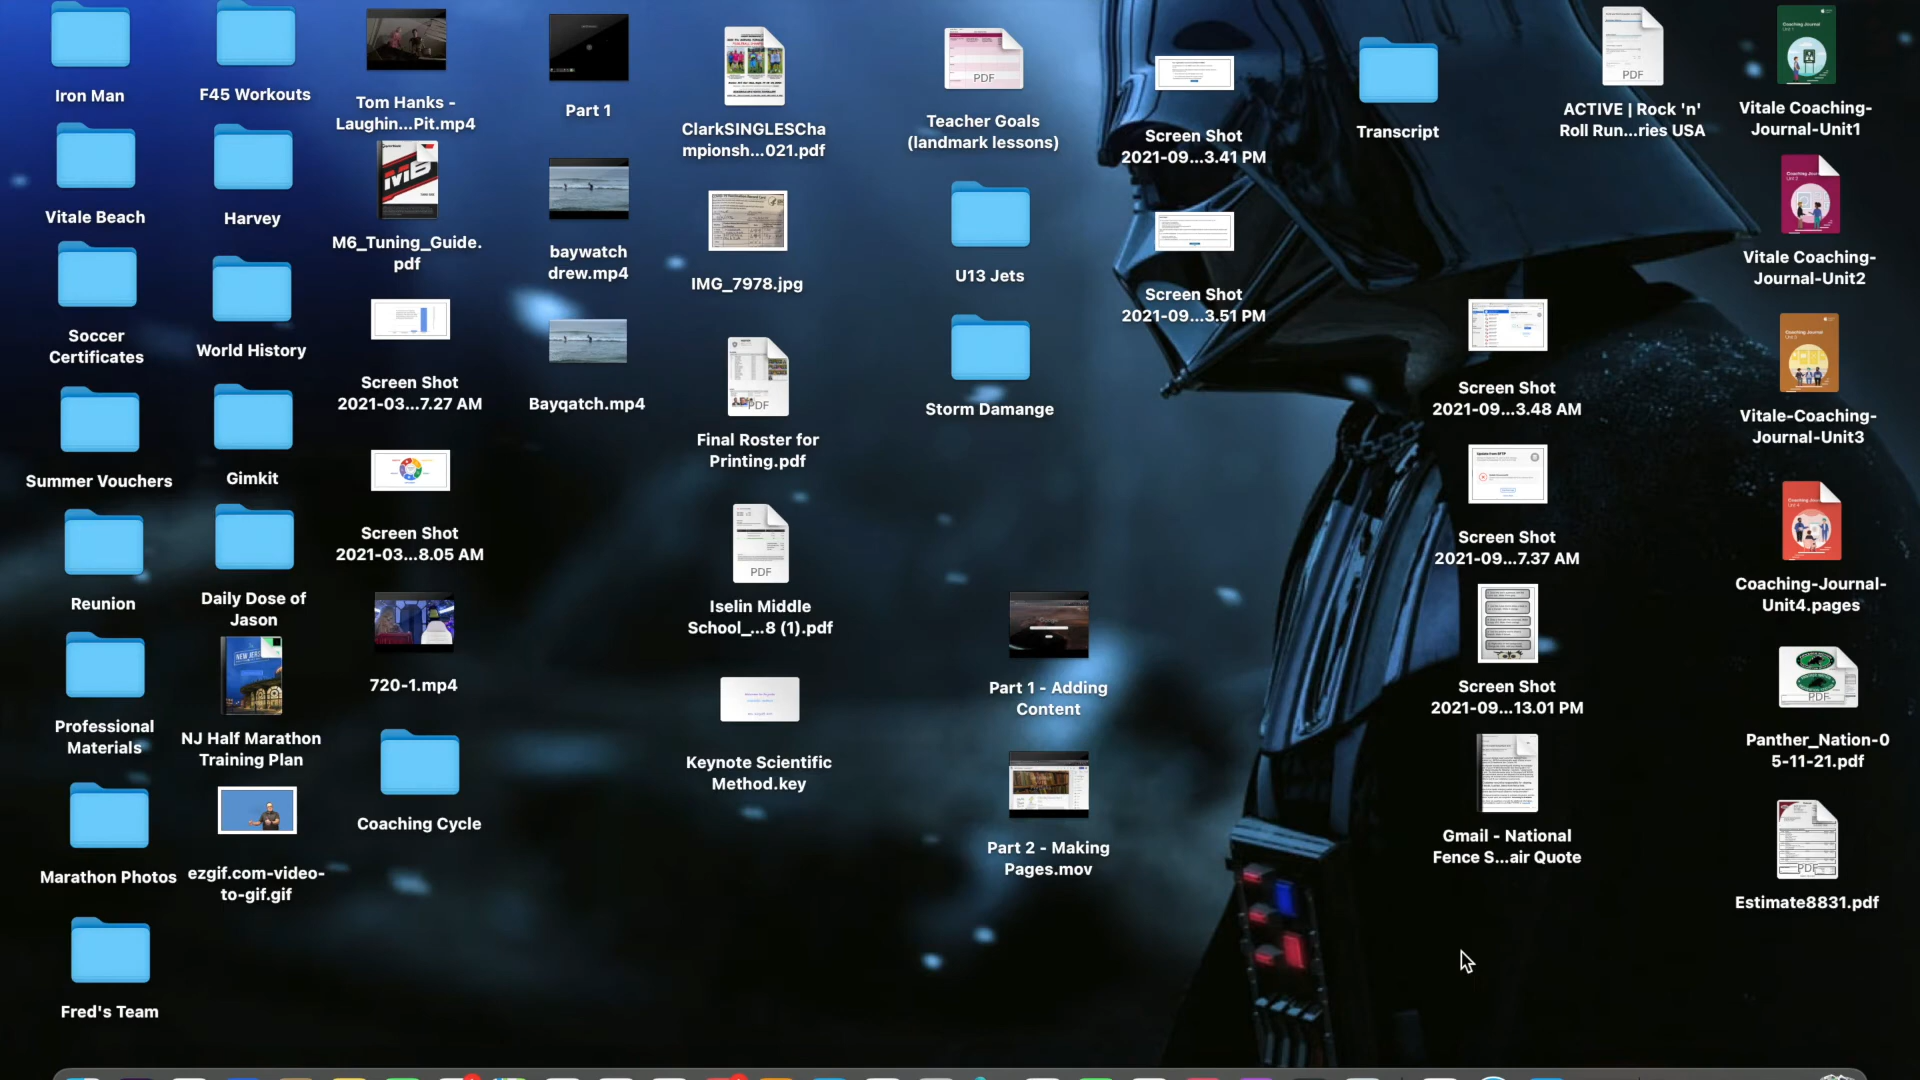 Iron Man
F45 Workouts
Tom Hanks -
Laughin...Pit.mp4
Part 1
ClarkSINGLESCha
mpionsh...021.pdf
PDF
Teacher Goals
(landmark lessons)
Screen Shot
2021-09...3.41 PM
Transcript
PDF
ACTIVE | Rock 'n'
Roll Run...ries USA
Vitale Coaching-
Journal-Unit1
Vitale Beach
Harvey
M6
M6_Tuning_Guide.
pdf
baywatch
drew.mp4
IMG_7978.jpg
U13 Jets
Screen Shot
2021-09...3.51 PM
Vitale Coaching-
Journal-Unit2
Soccer
Certificates
World History
Screen Shot
2021-03...7.27 AM
Bayqatch.mp4
PDF
Final Roster for
Printing.pdf
Storm Damange
Screen Shot
2021-09...3.48 AM
Vitale-Coaching-
Journal-Unit3
Summer Vouchers
Gimkit
Screen Shot
2021-03...8.05 AM
PDF
Iselin Middle
School_...8 (1).pdf
Screen Shot
2021-09...7.37 AM
Coaching-Journal-
Unit4.pages
Reunion
Daily Dose of
Jason
720-1.mp4
Part 1 - Adding
Content
Screen Shot
2021-09...13.01 PM
PDF
Panther_Nation-0
5-11-21.pdf
Professional
Materials
NJ Half Marathon
Training Plan
Keynote Scientific
Method.key
Coaching Cycle
Part 2 - Making
Pages.mov
Gmail - National
Fence S...air Quote
PDF
Estimate8831.pdf
Marathon Photos
ezgif.com-video-
to-gif.gif
Fred's Team